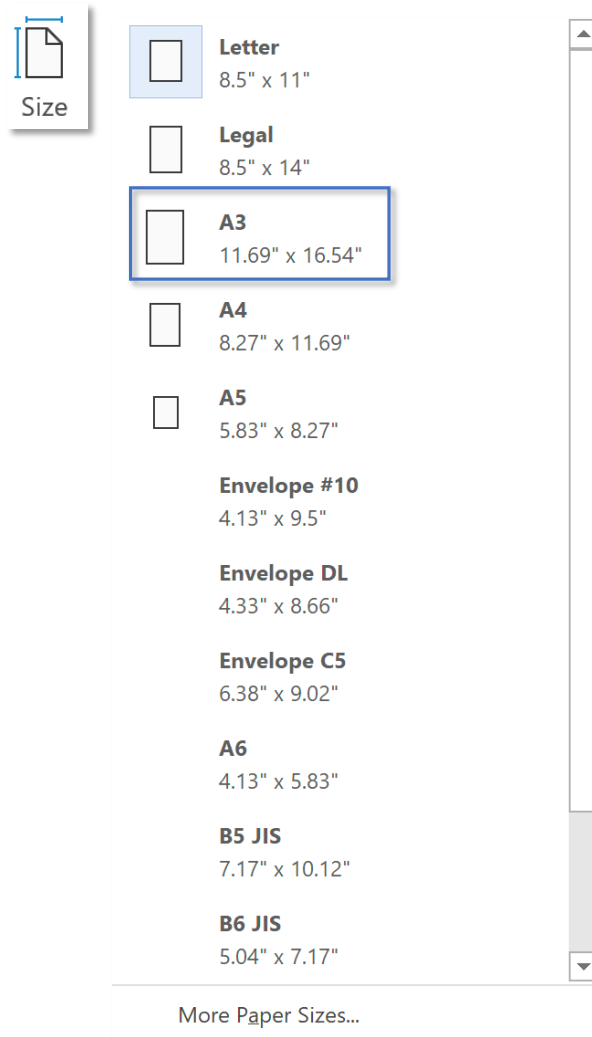 Size
Letter
8.5" x 11"
Legal
8.5" x 14"
A3
11.69" x 16.54"
A4
8.27" x 11.69"
A5
5.83" x 8.27"
Envelope #10
4.13" x 9.5"
Envelope DL
4.33" x 8.66"
Envelope C5
6.38" x 9.02"
A6
4.13" x 5.83"
B5 JIS
7.17" x 10.12"
B6 JIS
5.04" x 7.17"
More Paper Sizes...